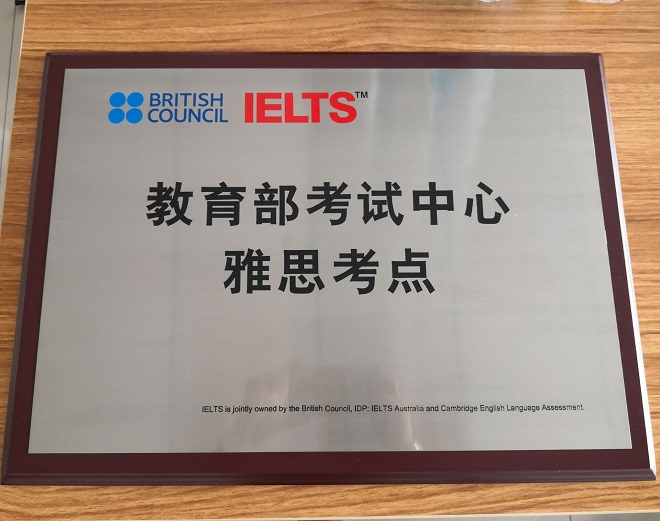 BRITISH COUNCIL IELTS™
教育部考试中心
雅思考点
IELTS is jointly owned by the British Council, IDP: IELTS Australia and Cambridge English Language Assessment.